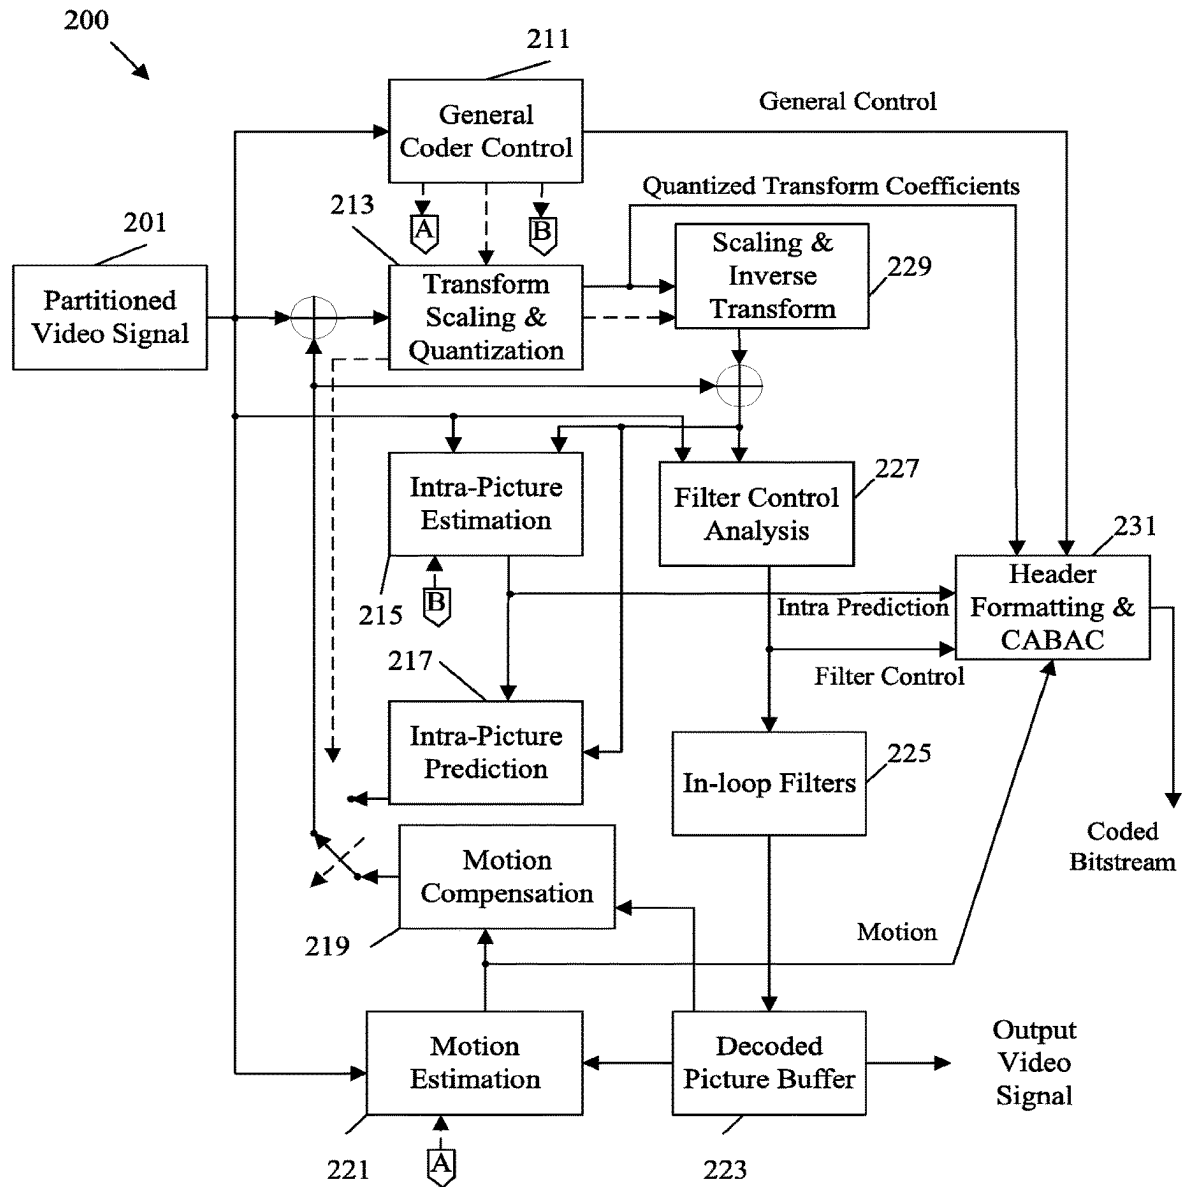 200
211
General
Coder Control
General Control
A
B
Quantized Transform Coefficients
201
Partitioned
Video Signal
213
Transform
Scaling &
Quantization
Scaling &
Inverse
Transform
229
Intra-Picture
Estimation
215
B
Filter Control
Analysis
227
231
Header
Formatting &
CABAC
Intra Prediction
Filter Control
217
Intra-Picture
Prediction
In-loop Filters
225
Coded
Bitstream
Motion
Compensation
219
Motion
Motion
Estimation
221
A
Decoded
Picture Buffer
223
Output
Video
Signal